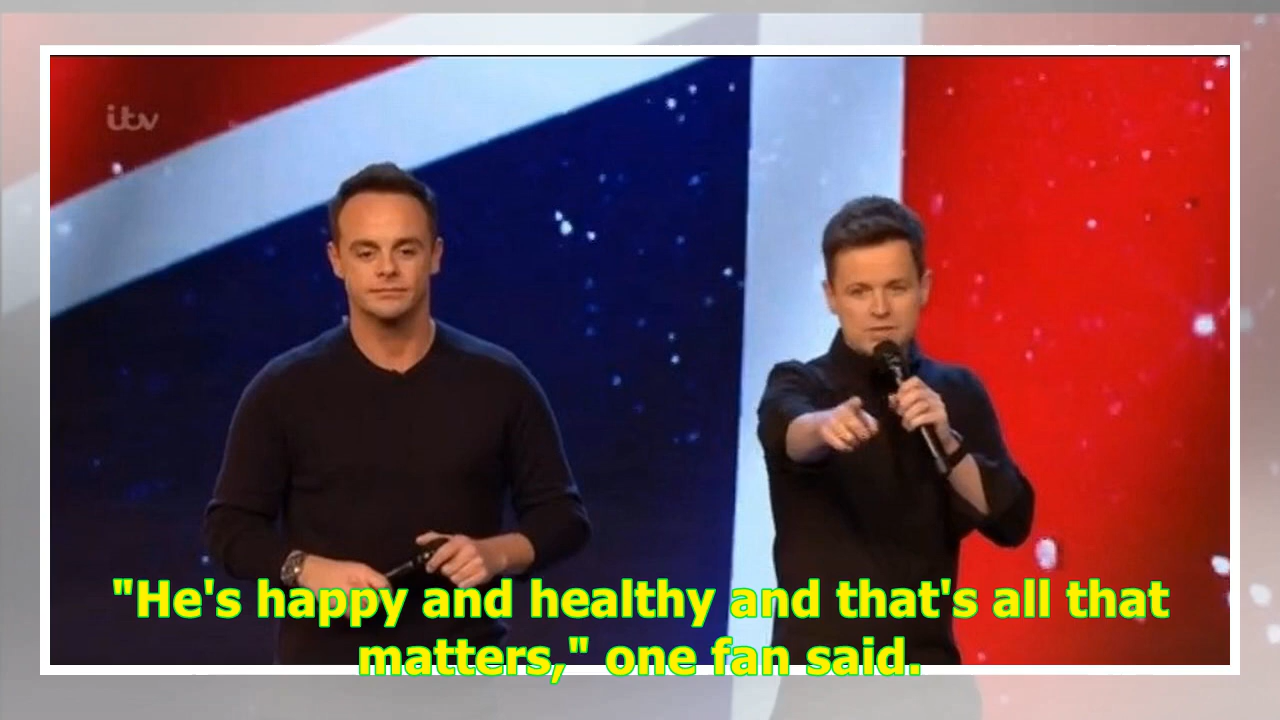 itv
"He's happy and healthy and that's all that
matters," one fan said.